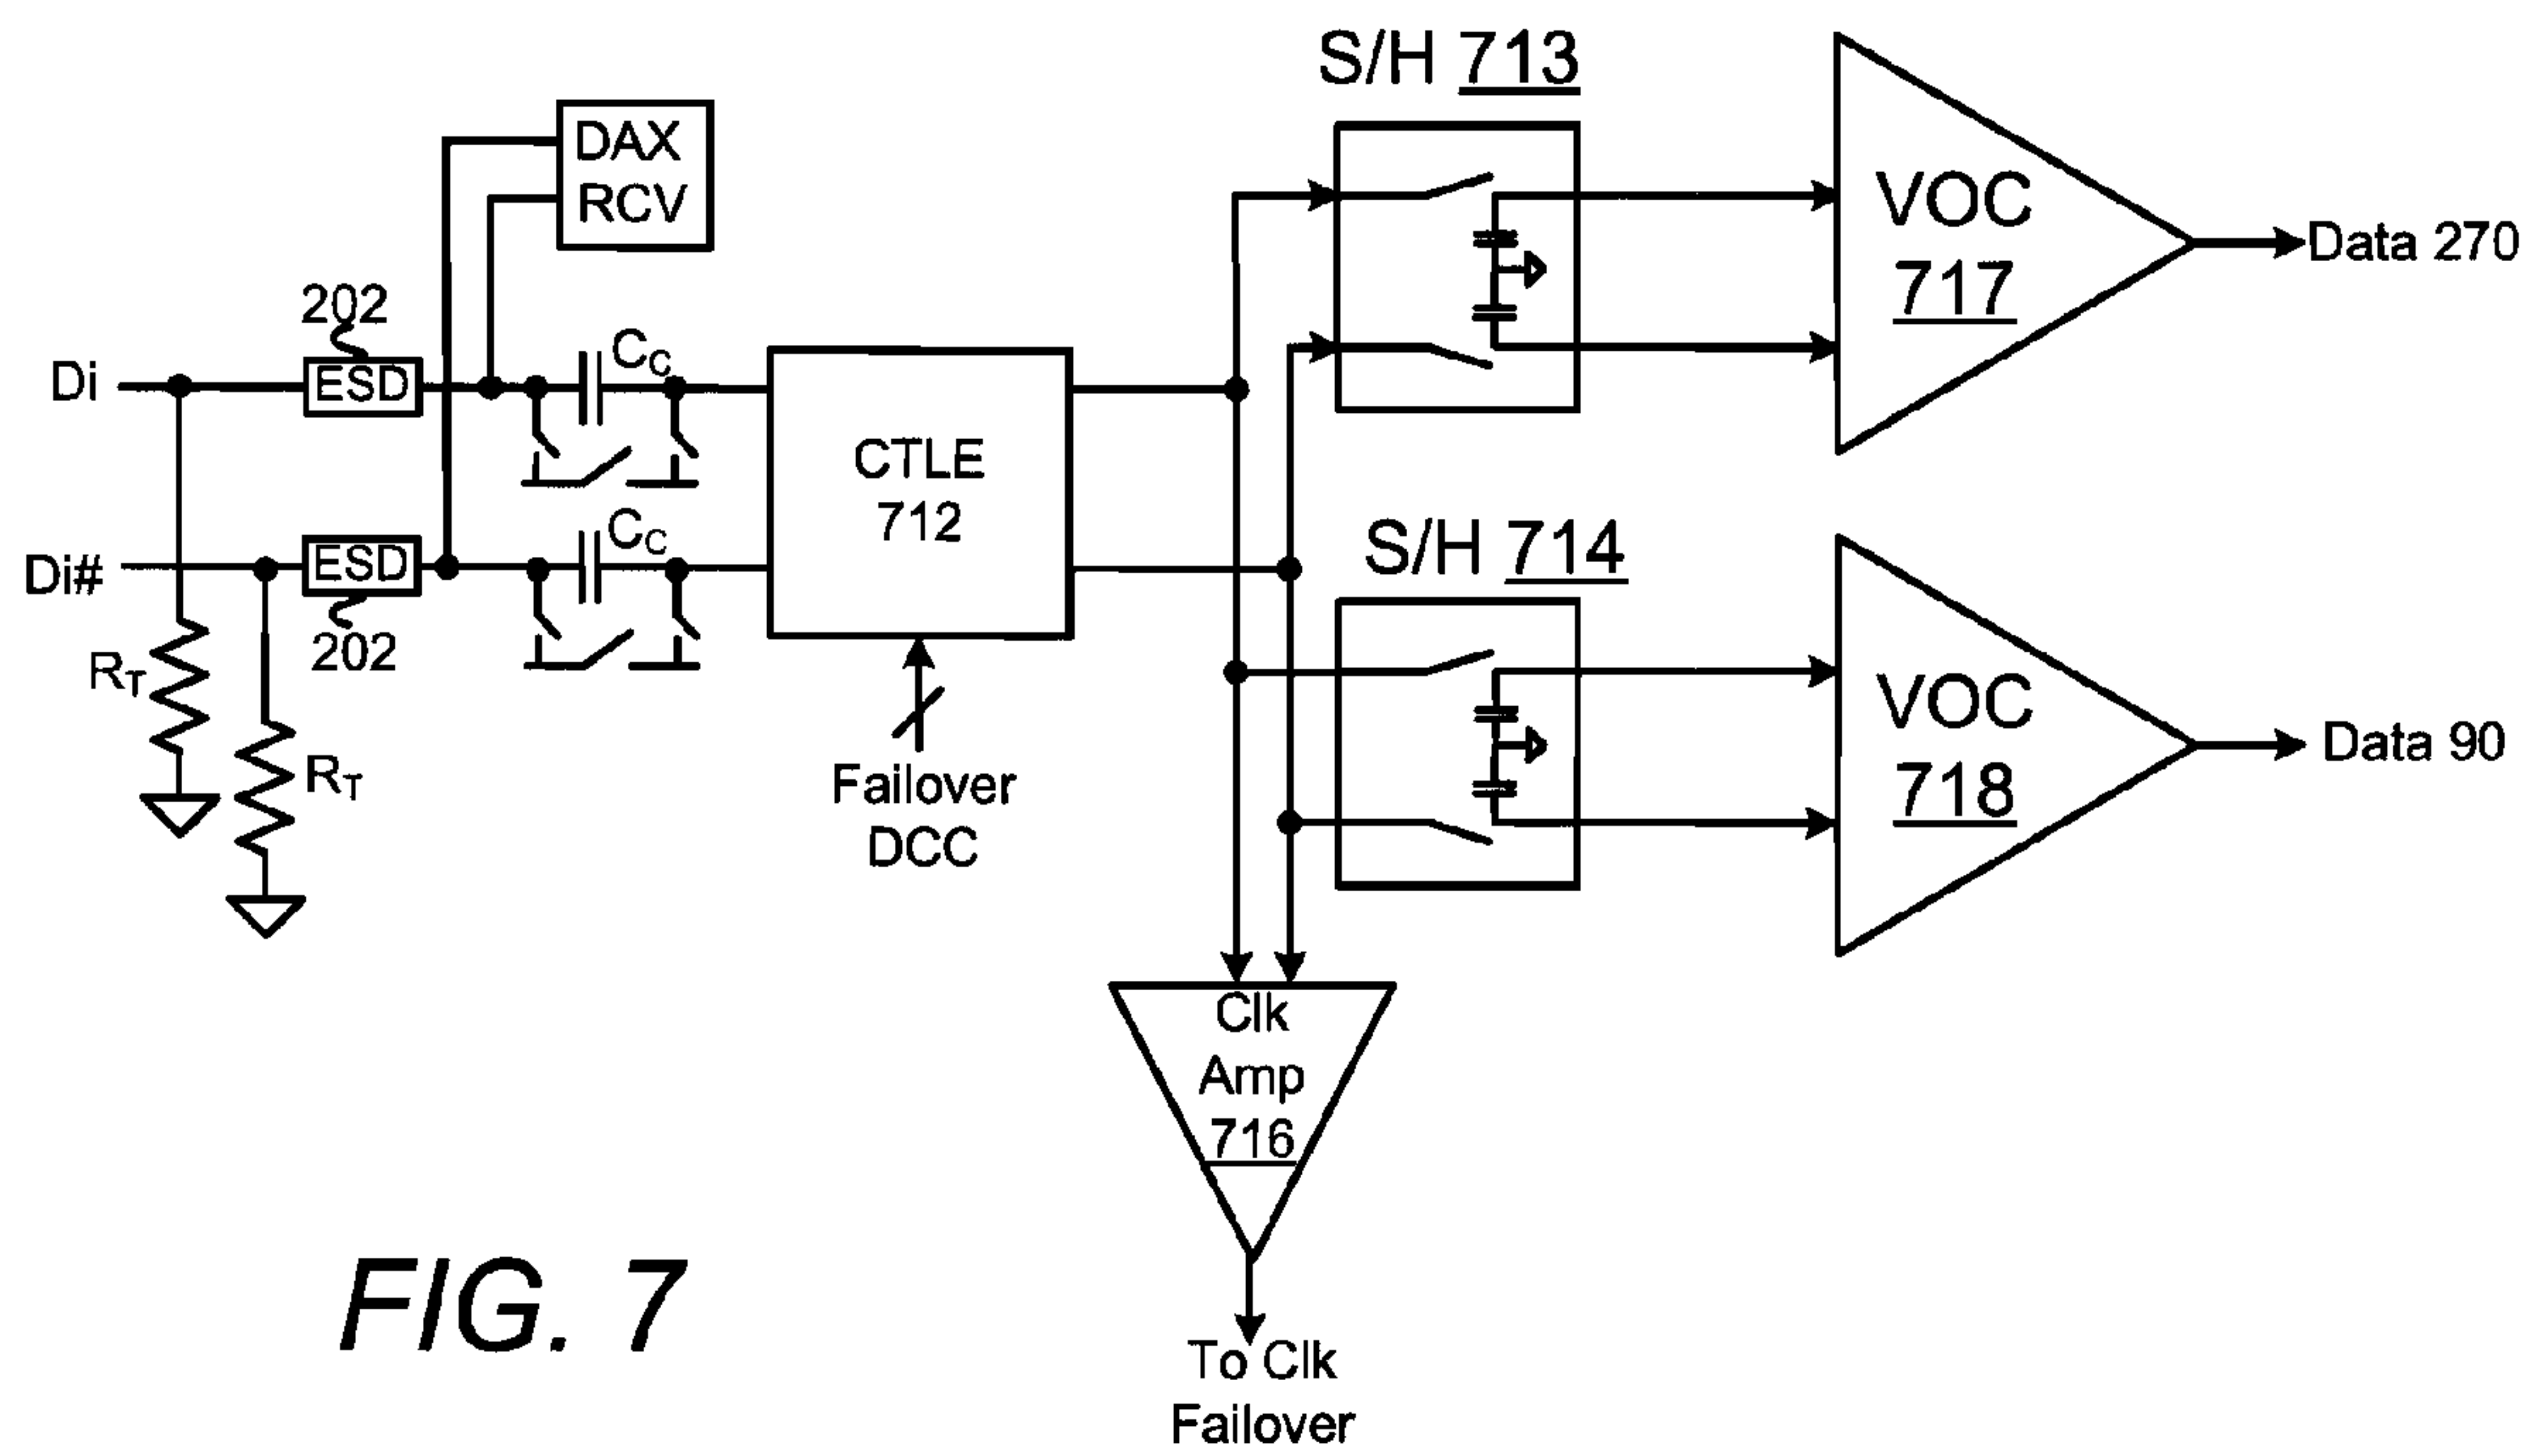 S/H 713
DAX
RCV
VOC
717
Data 270
202
Di
ESD
CC
CTLE
712
Di#
ESD
CC
202
S/H 714
RT
RT
Failover
DCC
VOC
718
Data 90
Clk
Amp
716
To Clk
Failover
FIG. 7